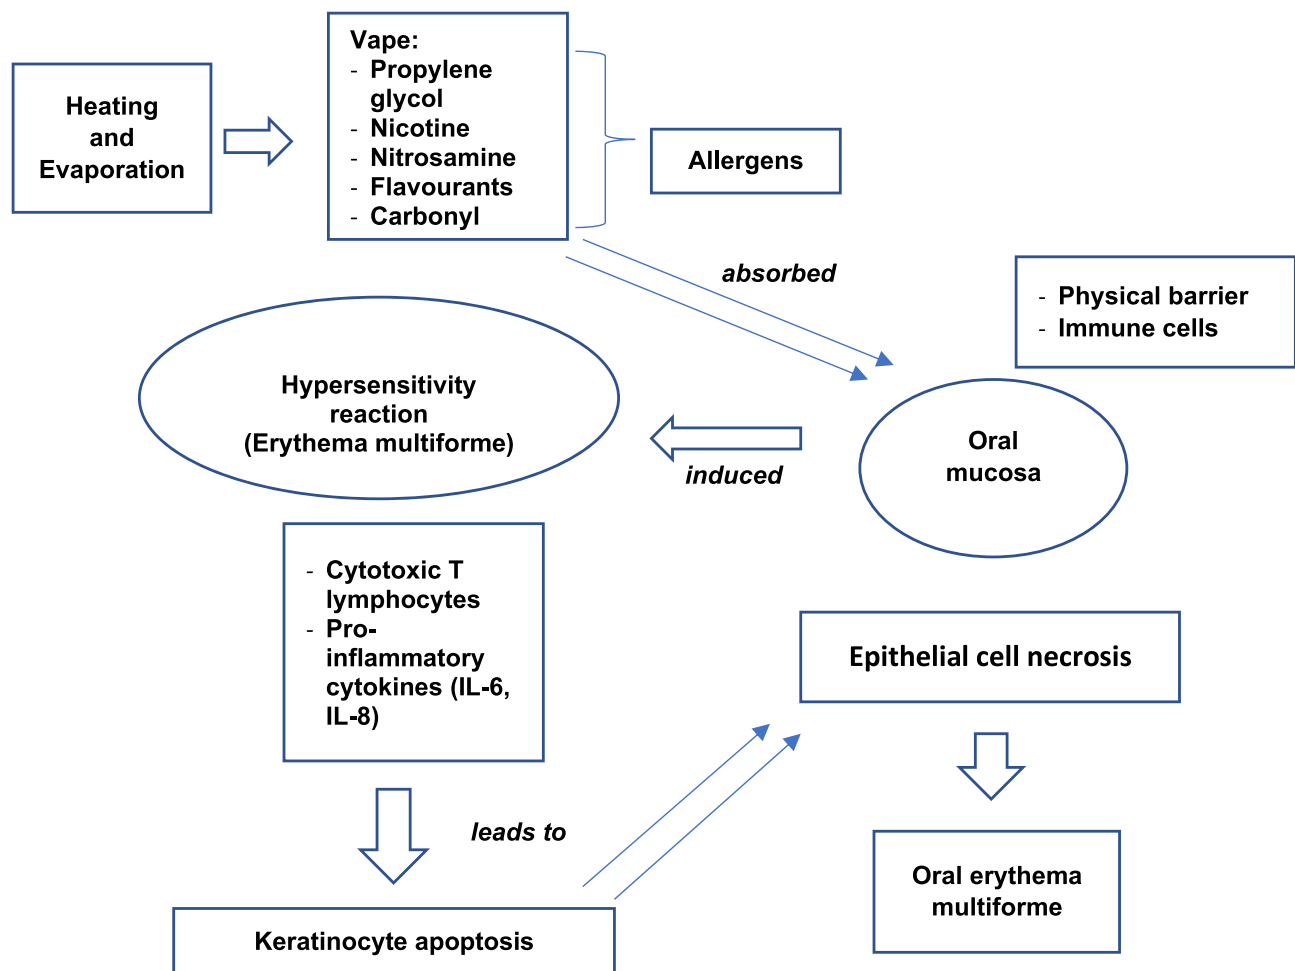 Heating
and
Evaporation
Vape:
- Propylene
glycol
- Nicotine
- Nitrosamine
- Flavourants
- Carbonyl
Allergens
absorbed
- Physical barrier
- Immune cells
Oral
mucosa
induced
Hypersensitivity
reaction
(Erythema multiforme)
- Cytotoxic T
lymphocytes
- Pro-
inflammatory
cytokines (IL-6,
IL-8)
leads to
Keratinocyte apoptosis
Epithelial cell necrosis
Oral erythema
multiforme